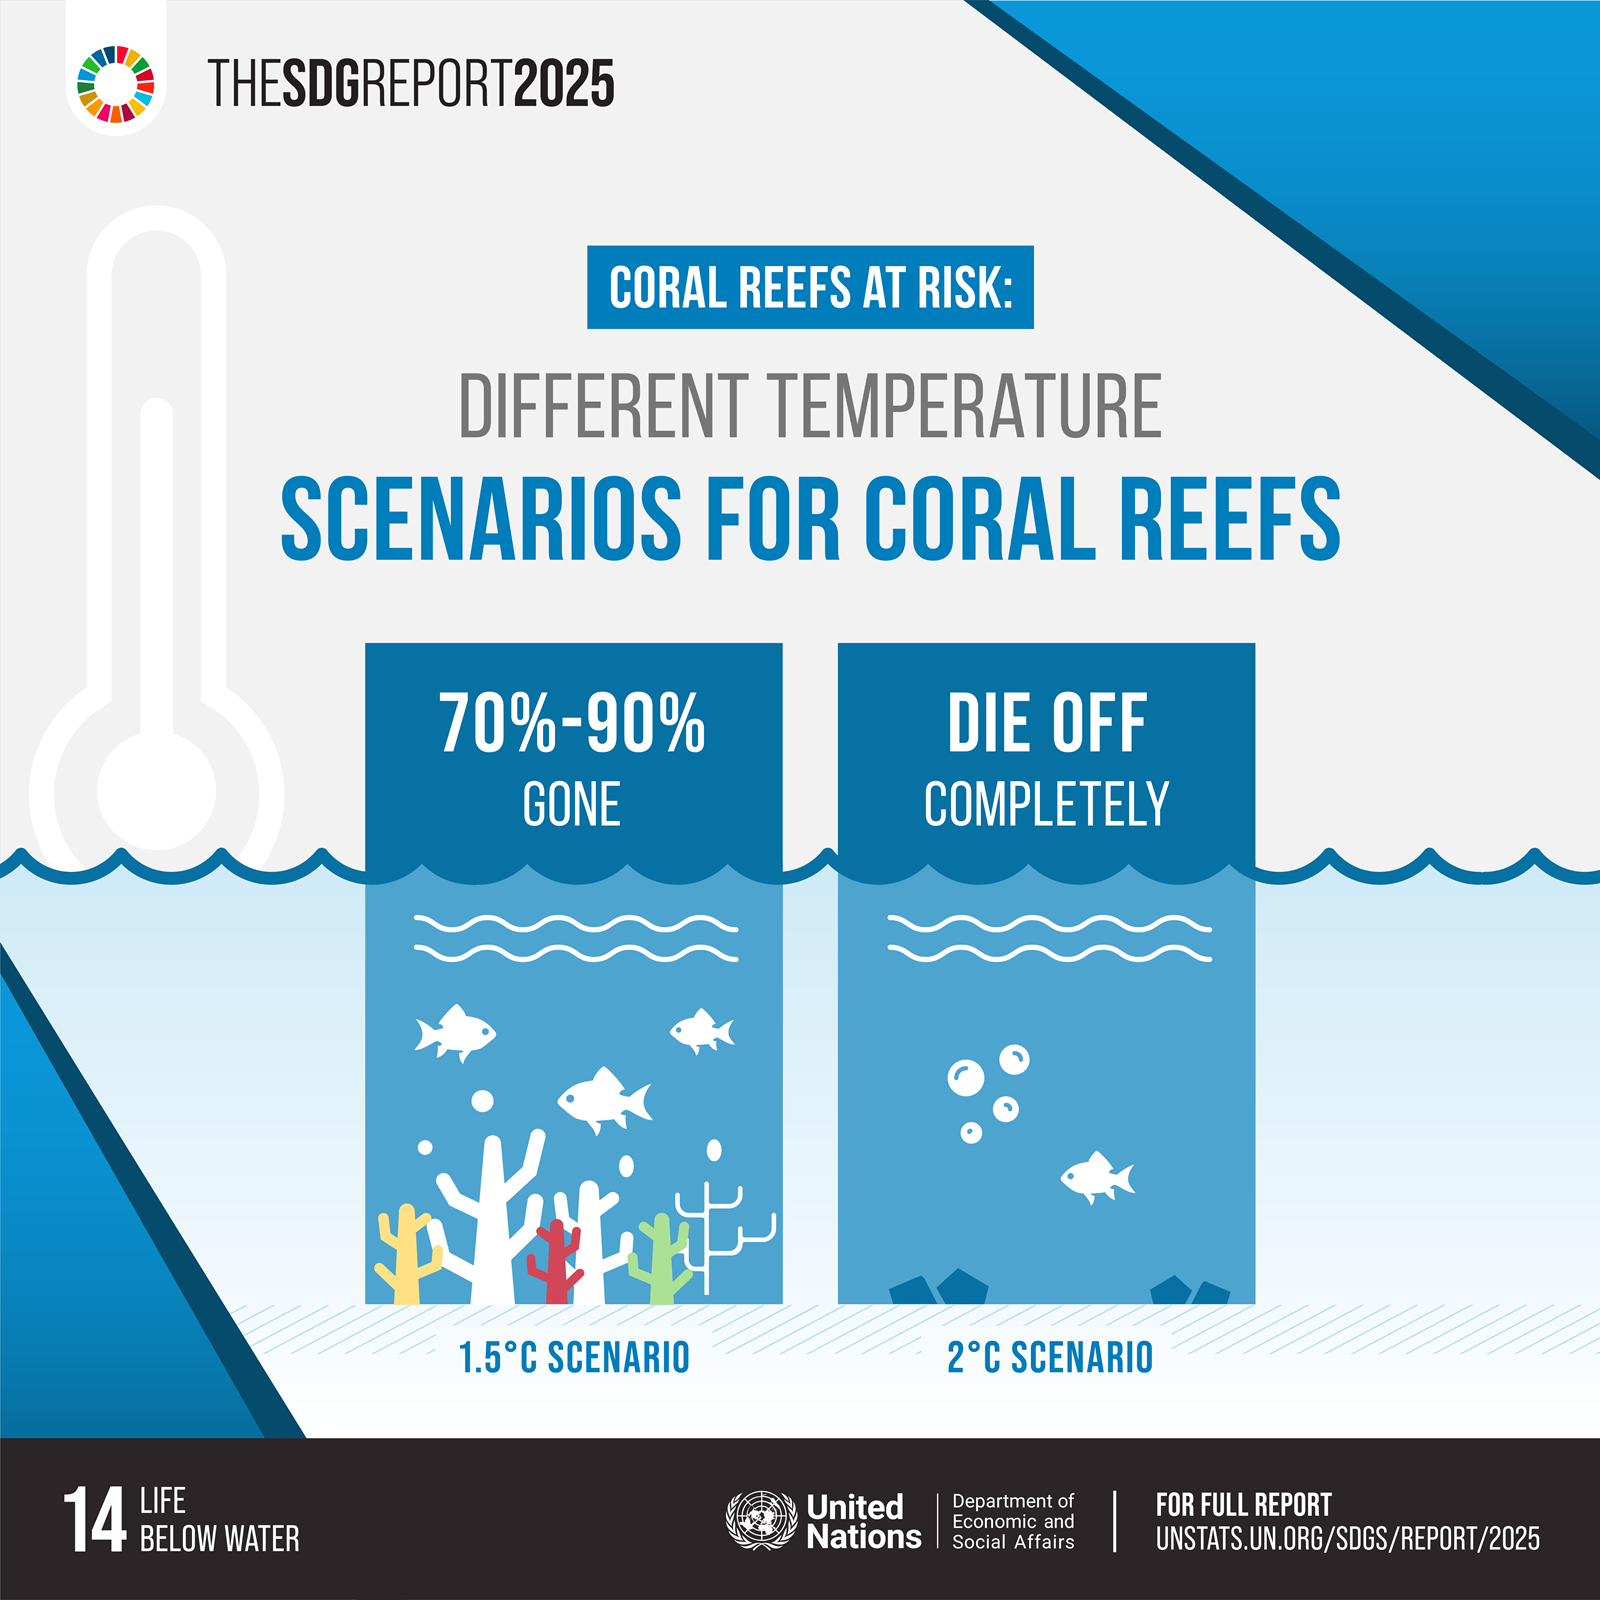 THESDGREPORT2025
CORAL REEFS AT RISK:
DIFFERENT TEMPERATURE
SCENARIOS FOR CORAL REEFS
70%-90%
GONE
DIE OFF
COMPLETELY
1.5°C SCENARIO
2°C SCENARIO
14 LIFE
BELOW WATER
United
Nations
Department of
Economic and
Social Affairs
FOR FULL REPORT
UNSTATS.UN.ORG/SDGS/REPORT/2025